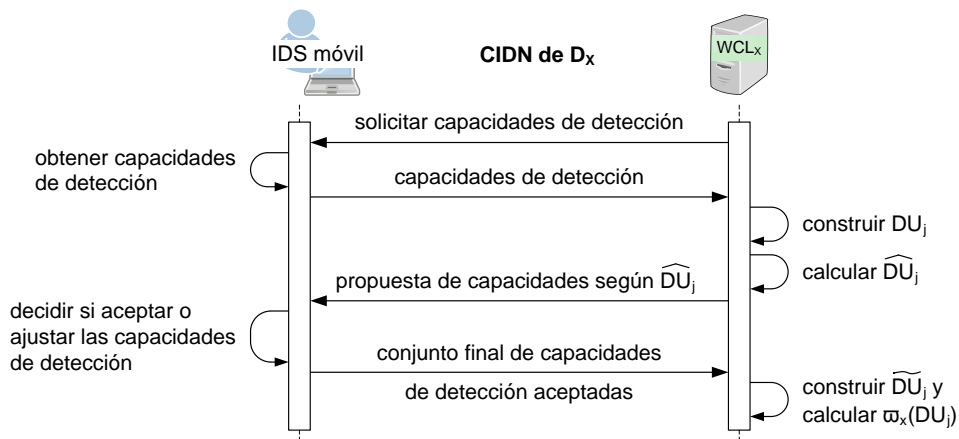 IDS móvil
CIDN de Dₓ
WCLₓ
solicitar capacidades de detección
obtener capacidades
de detección
capacidades de detección
construir DUⱼ
calcular D͡Uⱼ
propuesta de capacidades según D͡Uⱼ
decidir si aceptar o
ajustar las capacidades
de detección
conjunto final de capacidades
de detección aceptadas
construir D͠Uⱼ y
calcular ϖₓ(DUⱼ)